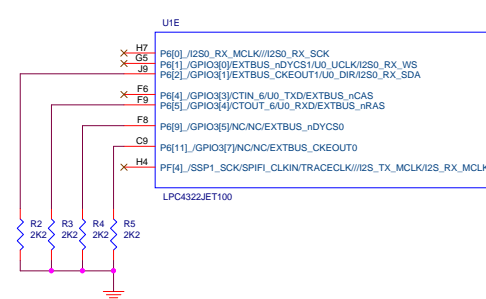 U1E
H7 P6[0]_/I2S0_RX_MCLK///I2S0_RX_SCK
G5 P6[1]_/GPIO3[0]/EXTBUS_nDYCS1/U0_UCLK/I2S0_RX_WS
J9 P6[2]_/GPIO3[1]/EXTBUS_CKEOUT1/U0_DIR/I2S0_RX_SDA
F6 P6[4]_/GPIO3[3]/CTIN_6/U0_TXD/EXTBUS_nCAS
F9 P6[5]_/GPIO3[4]/CTOUT_6/U0_RXD/EXTBUS_nRAS
F8 P6[9]_/GPIO3[5]/NC/NC/EXTBUS_nDYCS0
C9 P6[11]_/GPIO3[7]/NC/NC/EXTBUS_CKEOUT0
H4 PF[4]_/SSP1_SCK/SPIFI_CLKIN/TRACECLK///I2S_TX_MCLK/I2S_RX_MCLK
LPC4322JET100
R2 R3 R4 R5
2K2 2K2 2K2 2K2